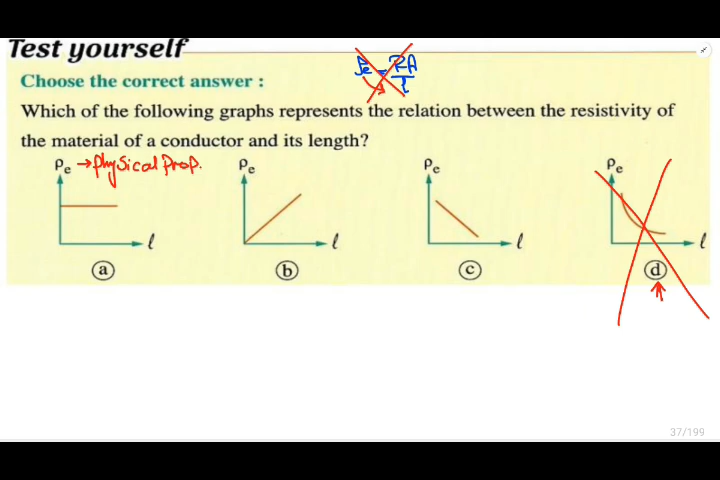 Test yourself
ρe = RA/l
Choose the correct answer :
Which of the following graphs represents the relation between the resistivity of
the material of a conductor and its length?
ρe → physical prop. ρe ρe ρe
l l l l
a b c d
37/199